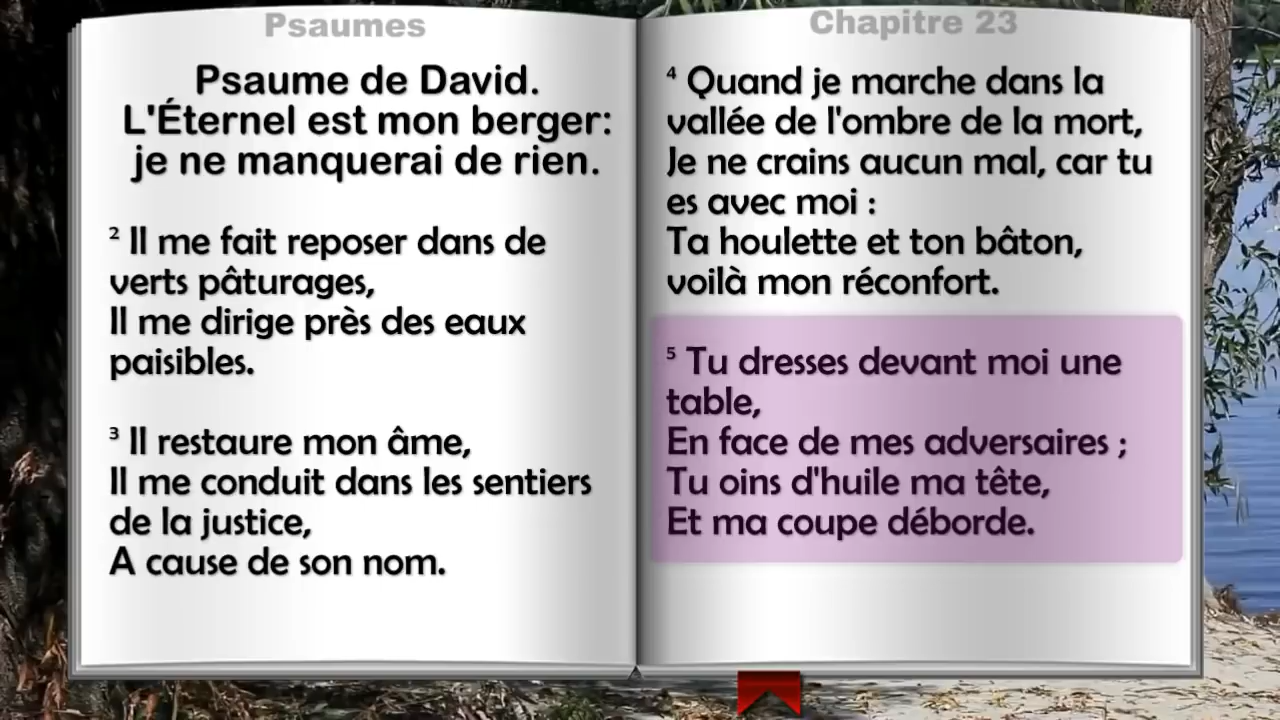 Psaumes
Psaume de David.
L'Éternel est mon berger:
je ne manquerai de rien.
² Il me fait reposer dans de
verts pâturages,
Il me dirige près des eaux
paisibles.
³ Il restaure mon âme,
Il me conduit dans les sentiers
de la justice,
A cause de son nom.
Chapitre 23
⁴ Quand je marche dans la
vallée de l'ombre de la mort,
Je ne crains aucun mal, car tu
es avec moi :
Ta houlette et ton bâton,
voilà mon réconfort.
⁵ Tu dresses devant moi une
table,
En face de mes adversaires ;
Tu oins d'huile ma tête,
Et ma coupe déborde.